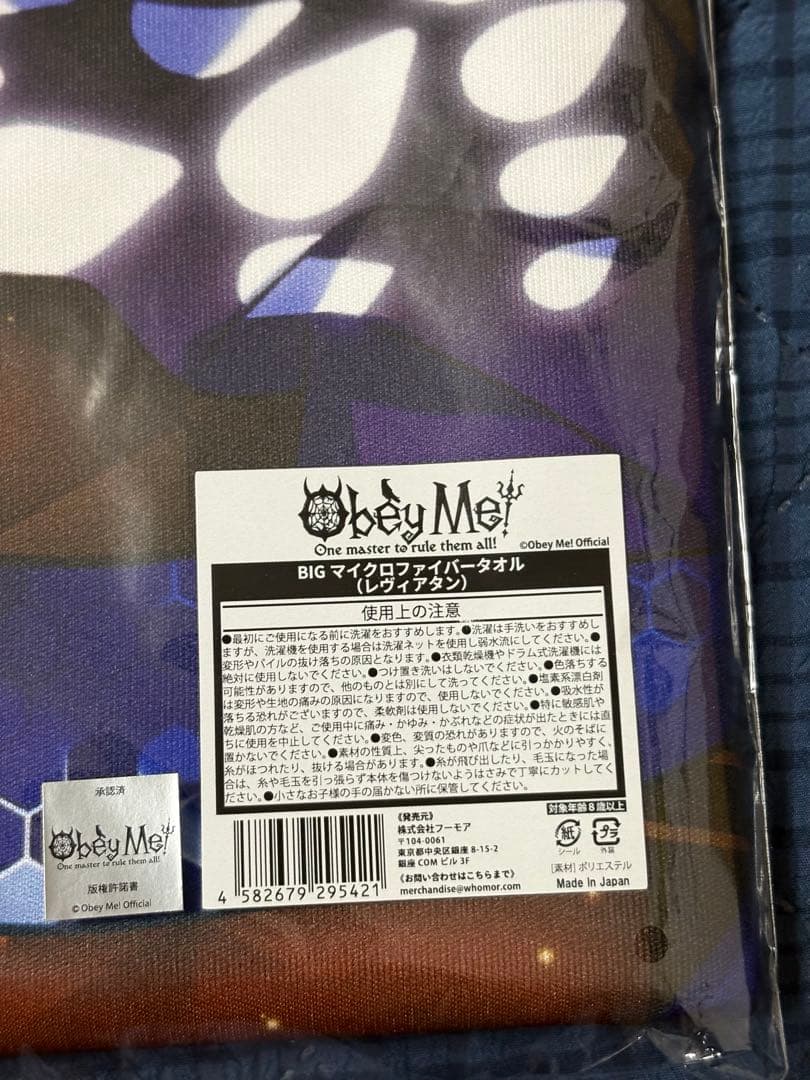 Obey Me!
One master to rule them all!
©Obey Me! Official
BIG マイクロファイバータオル
(レヴィアタン)
使用上の注意
●最初にご使用になる前に洗濯をおすすめします。●洗濯は手洗いをおすすめし
ますが、洗濯機を使用する場合は洗濯ネットを使用し弱水流にしてください。●
変形やパイルの抜け落ちの原因となります。●衣類乾燥機やドラム式洗濯機には
絶対に使用しないでください。●つけ置き洗いはしないでください。●色落ちする
可能性がありますので、他のものとは別にして洗ってください。●塩素系漂白剤
は変形や生地の痛みの原因になりますので、使用しないでください。●吸水性が
落ちる恐れがございますので、柔軟剤は使用しないでください。●特に敏感肌や
乾燥肌の方など、ご使用中に痛み・かゆみ・かぶれなどの症状が出たときには直
ちに使用を中止してください。●変色、変質の恐れがありますので、火のそばに
置かないでください。●素材の性質上、尖ったものや爪などに引っかかりやすく、
糸がほつれたり、抜ける場合があります。●糸が飛び出したり、毛玉になった場
合は、糸や毛玉を引っ張らず本体を傷つけないようはさみで丁寧にカットしてく
ださい。●小さなお子様の手の届かない所に保管してください。
対象年齢8歳以上
4 582679 295421
《発売元》
株式会社フーモア
〒104-0061
東京都中央区銀座 8-15-2
銀座 COM ビル 3F
《お問い合わせはこちらまで》
merchandise@whomor.com
紙
シール
プラ
外装
[素材] ポリエステル
Made In Japan
承認済
Obey Me!
One master to rule them all!
版権許諾書
© Obey Me! Official